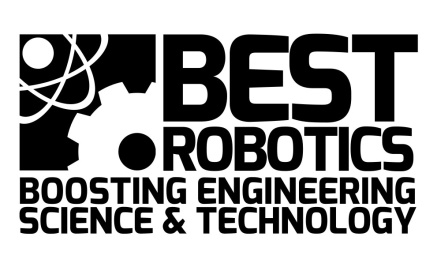 BEST
ROBOTICS
BOOSTING ENGINEERING
SCIENCE & TECHNOLOGY